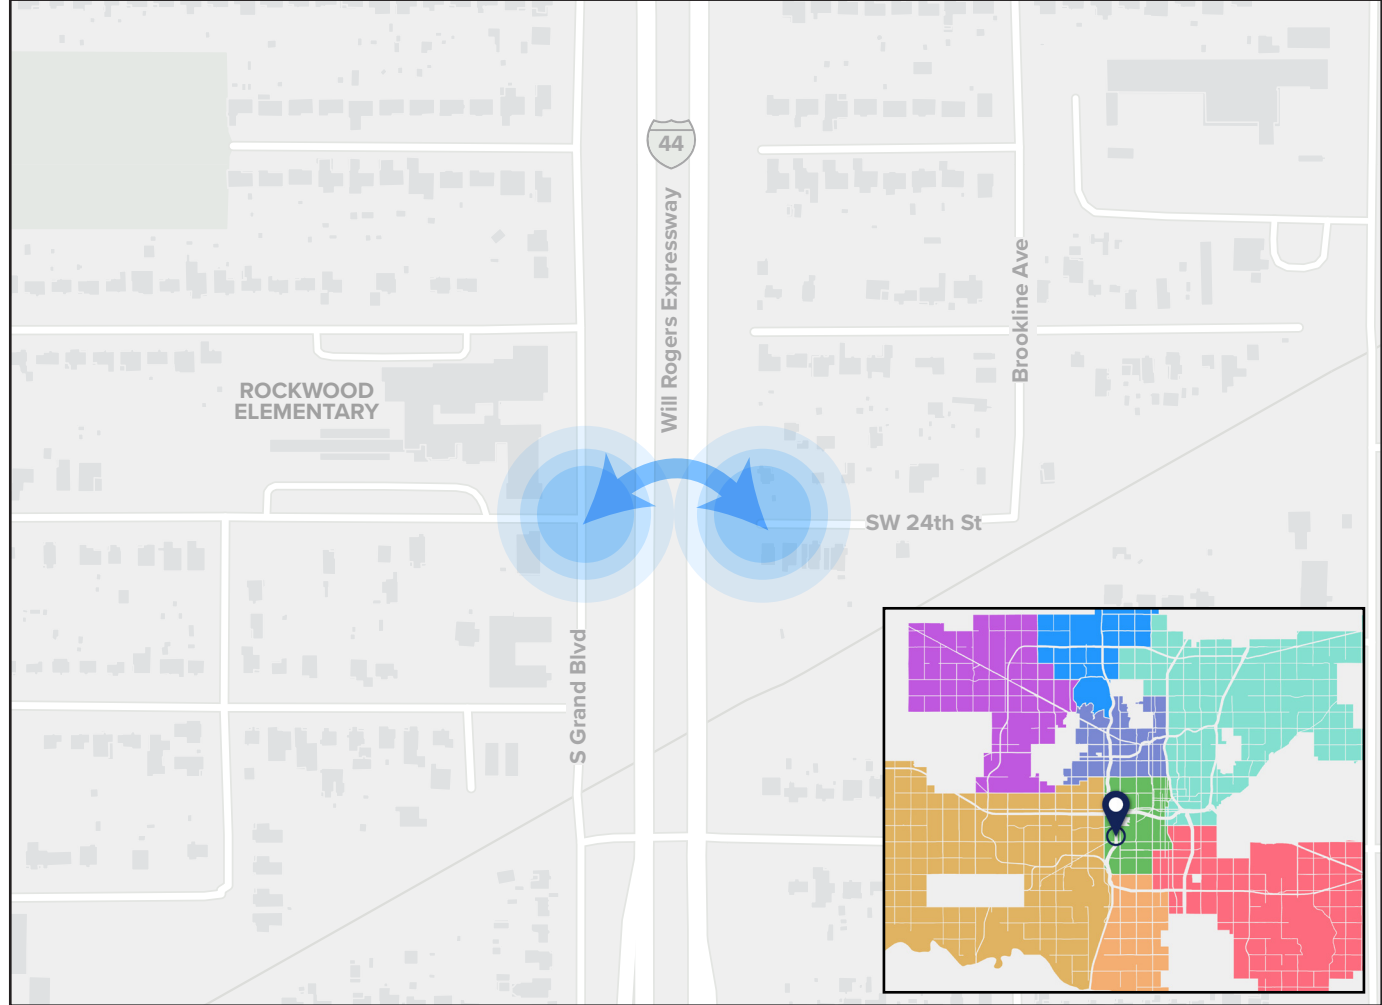 44
Will Rogers Expressway
Brookline Ave
ROCKWOOD
ELEMENTARY
SW 24th St
S Grand Blvd